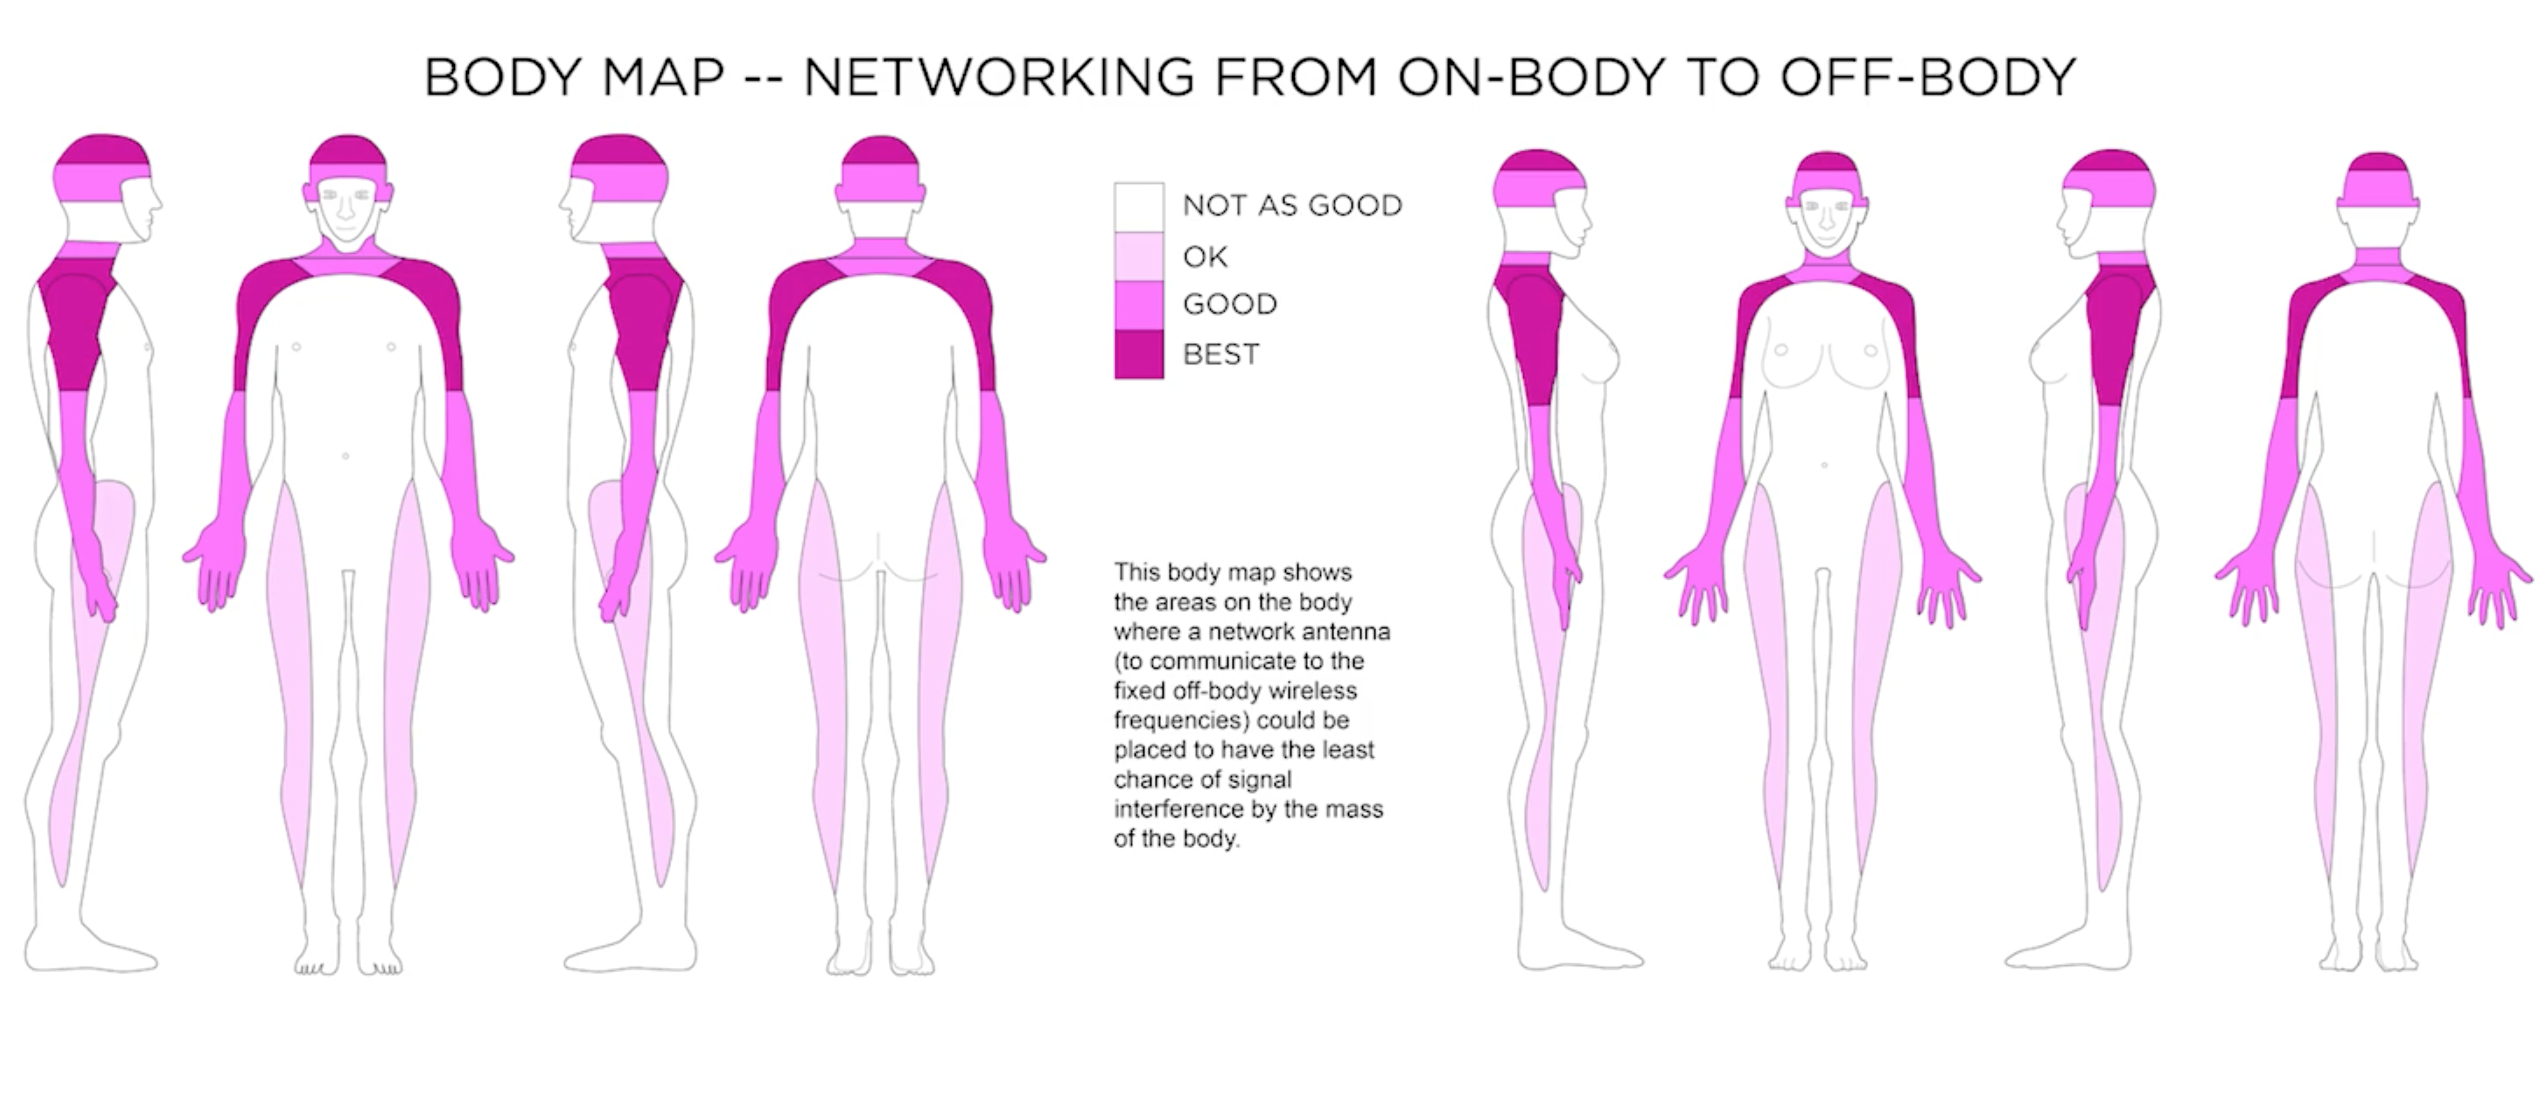 BODY MAP -- NETWORKING FROM ON-BODY TO OFF-BODY
NOT AS GOOD
OK
GOOD
BEST
This body map shows
the areas on the body
where a network antenna
(to communicate to the
fixed off-body wireless
frequencies) could be
placed to have the least
chance of signal
interference by the mass
of the body.